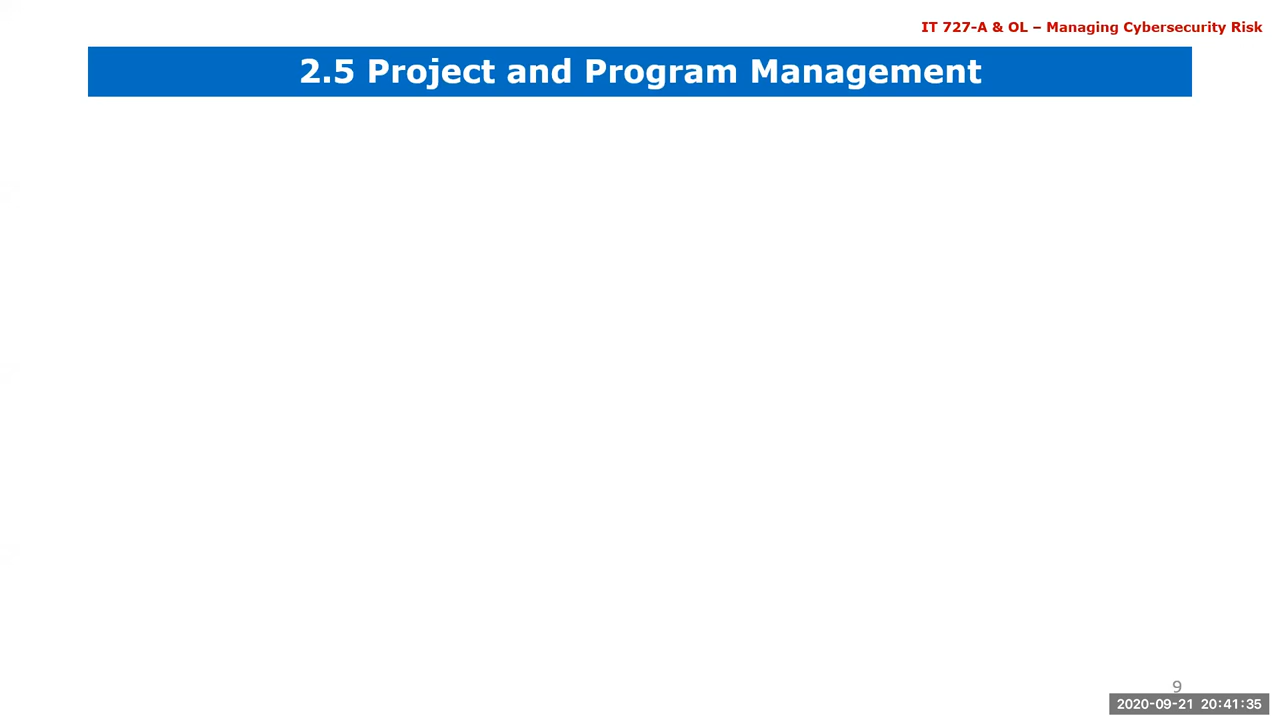 IT 727-A & OL – Managing Cybersecurity Risk
2.5 Project and Program Management
9
2020-09-21 20:41:35